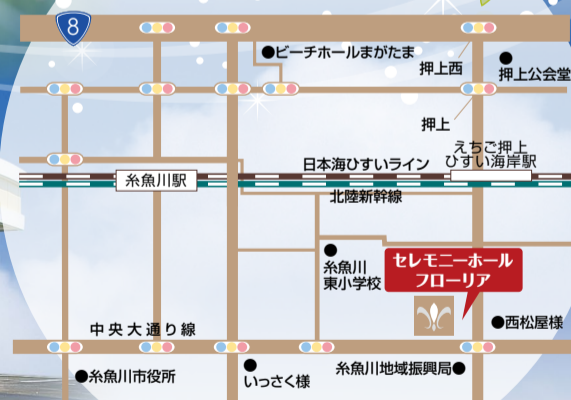 8
●ビーチホールまがたま
押上西
押上公会堂
押上
えちご押上
ひすい海岸駅
日本海ひすいライン
糸魚川駅
北陸新幹線
糸魚川
東小学校
セレモニーホール
フローリア
●西松屋様
中央大通り線
●糸魚川市役所
いっさく様
糸魚川地域振興局●